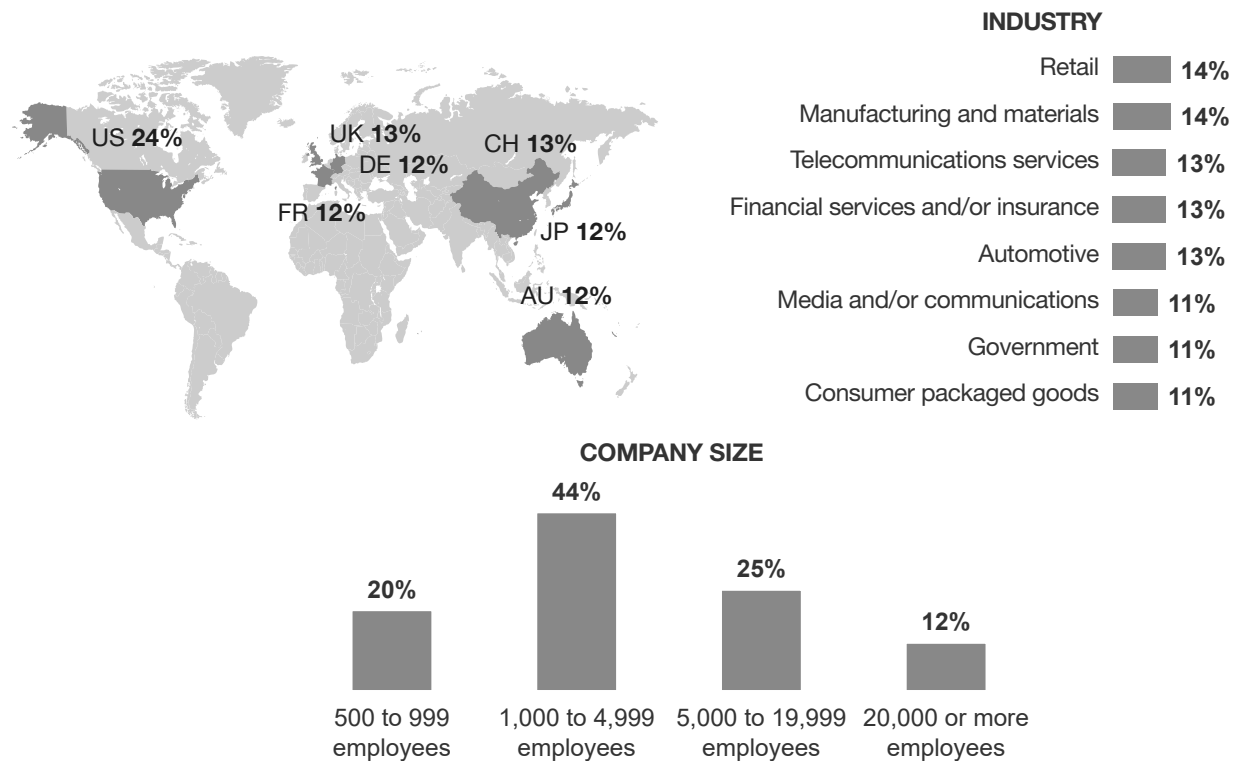 US 24%
UK 13%
DE 12%
CH 13%
FR 12%
JP 12%
AU 12%
INDUSTRY
Retail 14%
Manufacturing and materials 14%
Telecommunications services 13%
Financial services and/or insurance 13%
Automotive 13%
Media and/or communications 11%
Government 11%
Consumer packaged goods 11%
COMPANY SIZE
20%
44%
25%
12%
500 to 999
employees
1,000 to 4,999
employees
5,000 to 19,999
employees
20,000 or more
employees